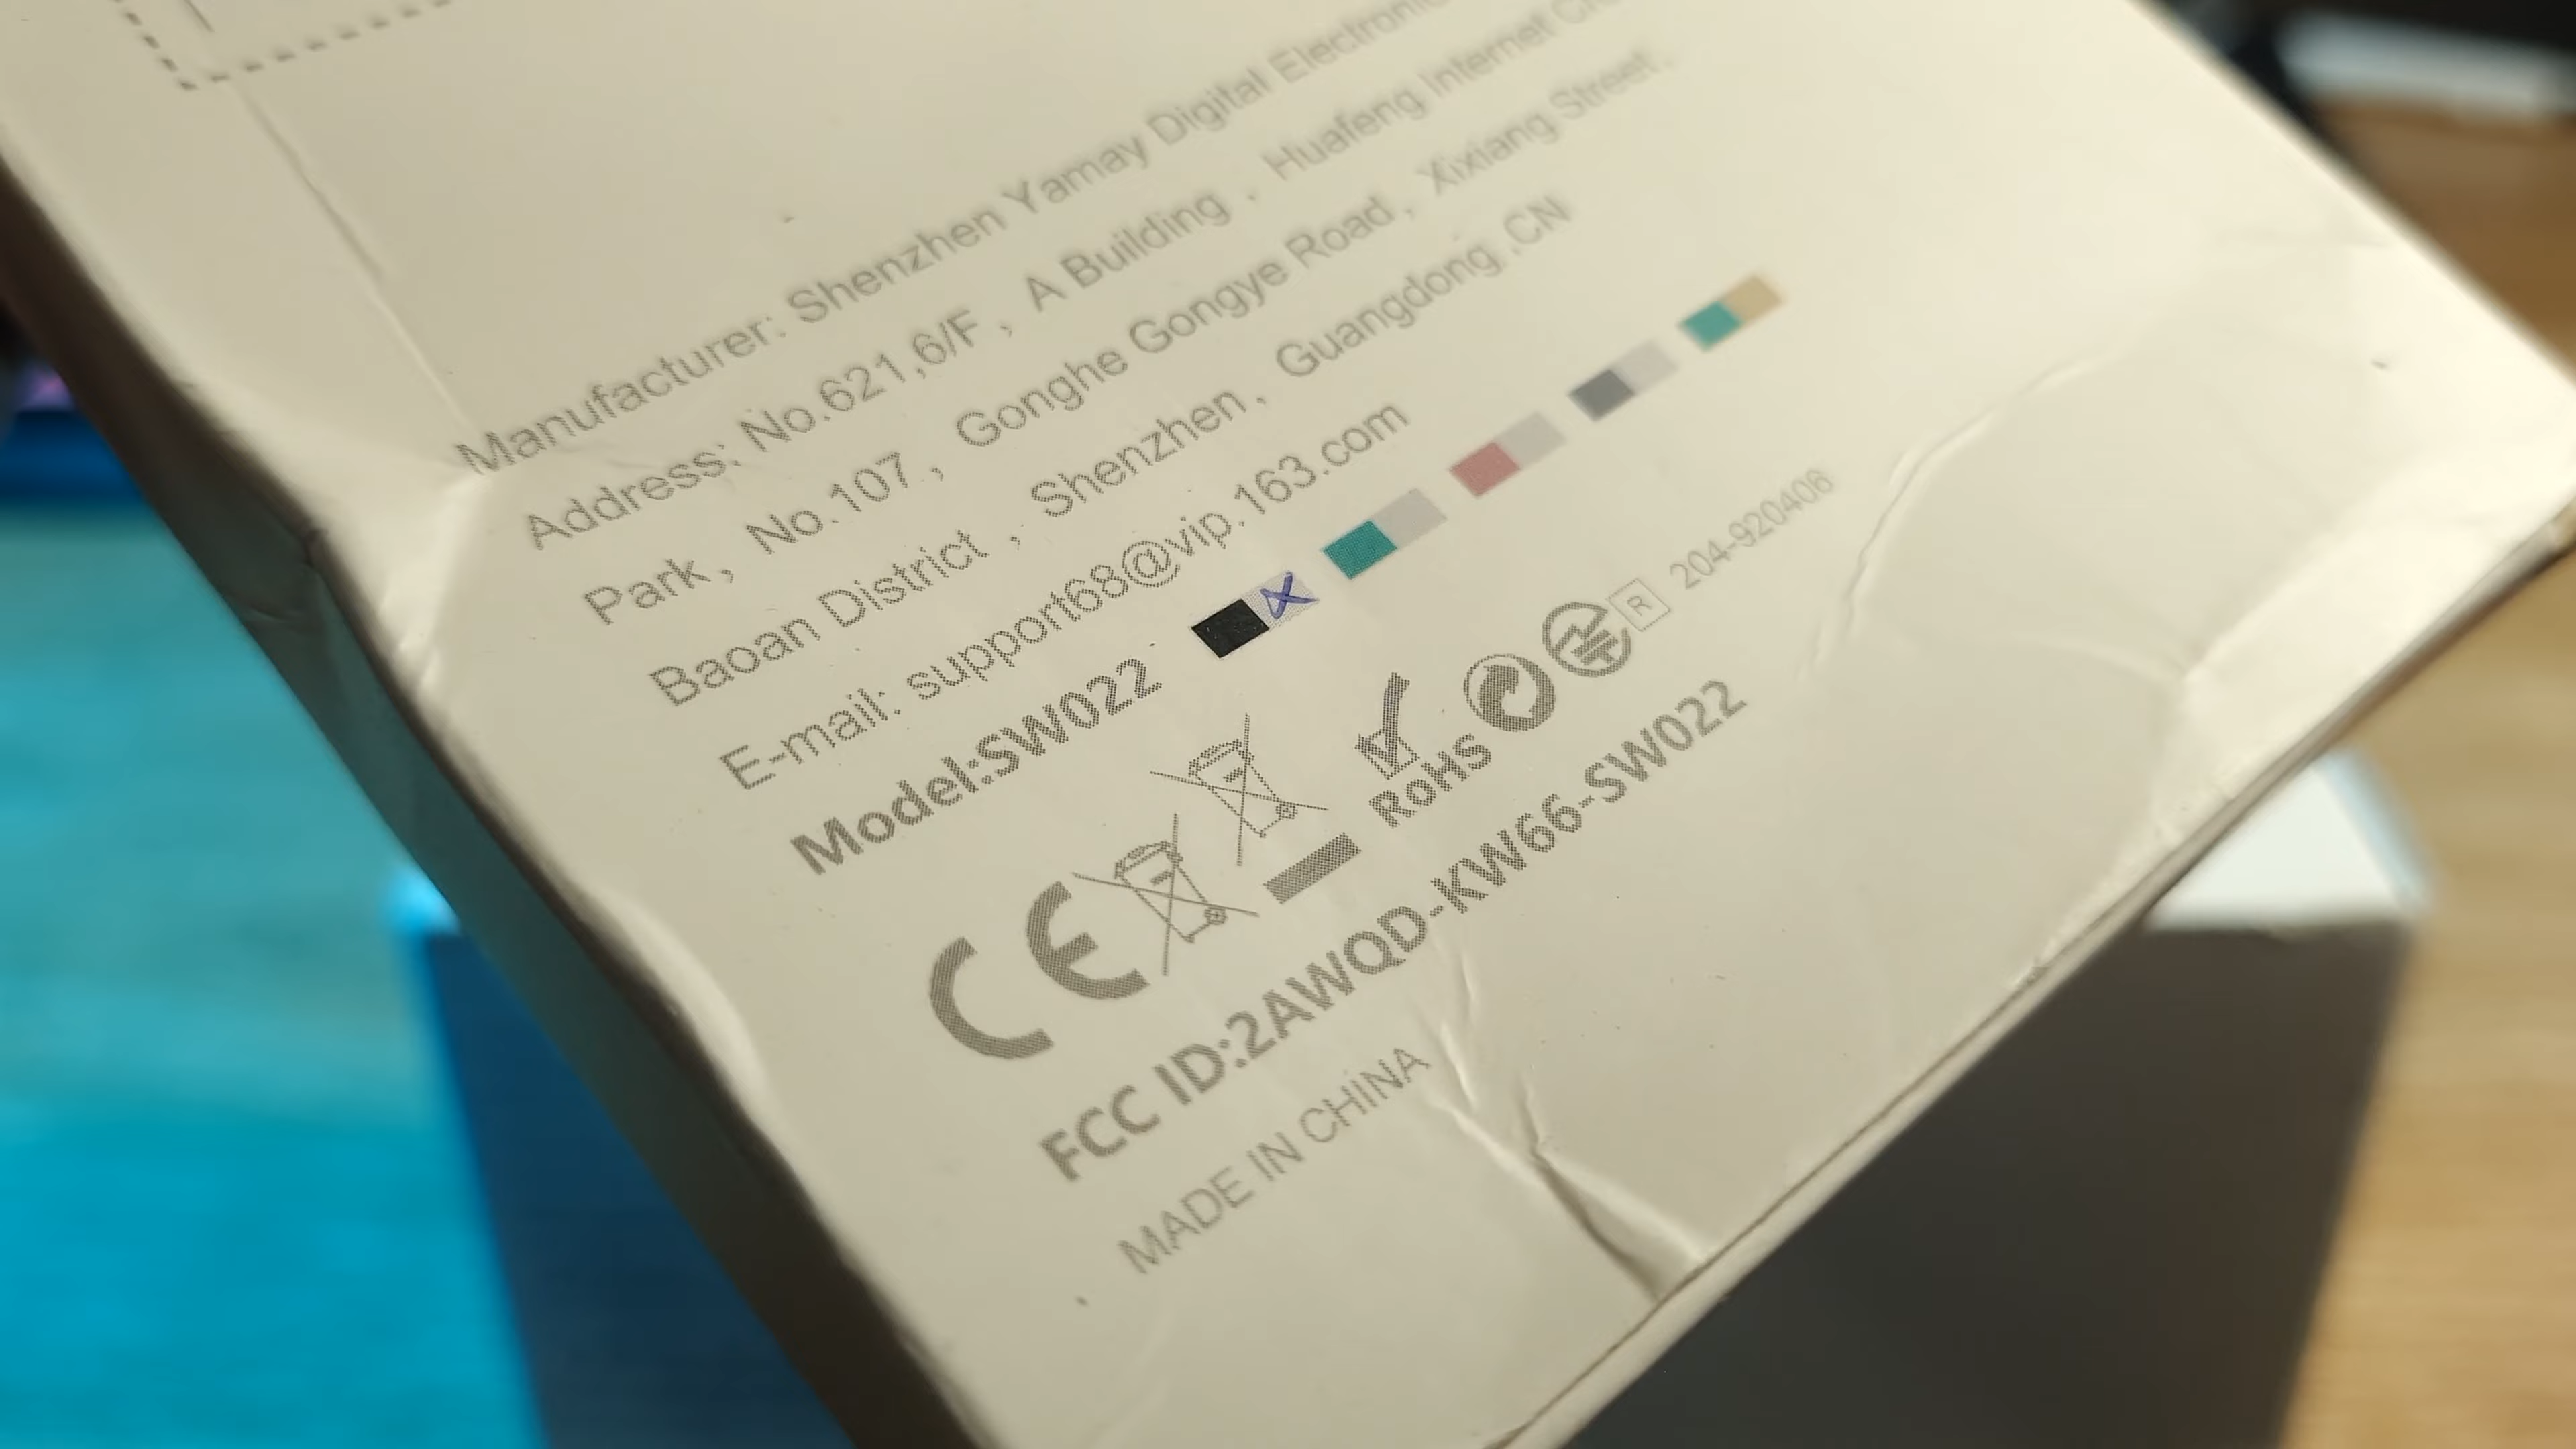 Manufacturer: Shenzhen Yamay Digital Electronic
Address: No.621,6/F , A Building , Huafeng Internet
Park , No.107 , Gonghe Gongye Road , Xixiang Street ,
Baoan District , Shenzhen , Guangdong ,CN
E-mail: support68@vip.163.com
Model:SW022
CE RoHS R 204-920406
FCC ID:2AWQD-KW66-SW022
MADE IN CHINA